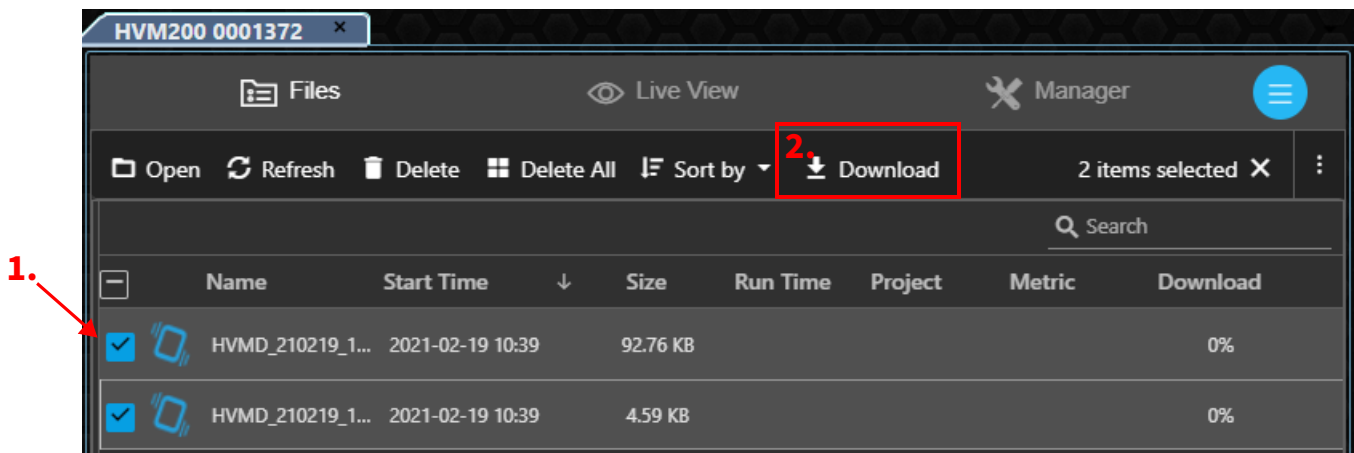 HVM200 0001372 ×
Files Live View Manager
2.
Open Refresh Delete Delete All Sort by Download 2 items selected ×
Search
1.
Name Start Time ↓ Size Run Time Project Metric Download
HVMD_210219_1... 2021-02-19 10:39 92.76 KB 0%
HVMD_210219_1... 2021-02-19 10:39 4.59 KB 0%